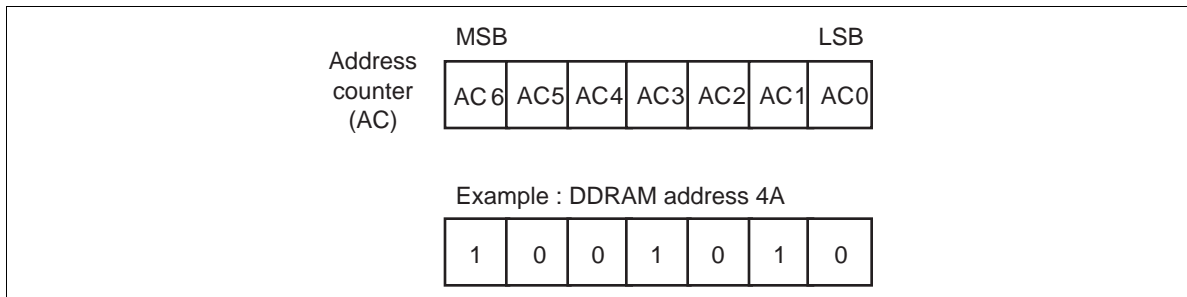 MSB LSB
Address
counter
(AC)
AC6 AC5 AC4 AC3 AC2 AC1 AC0
Example : DDRAM address 4A
1 0 0 1 0 1 0